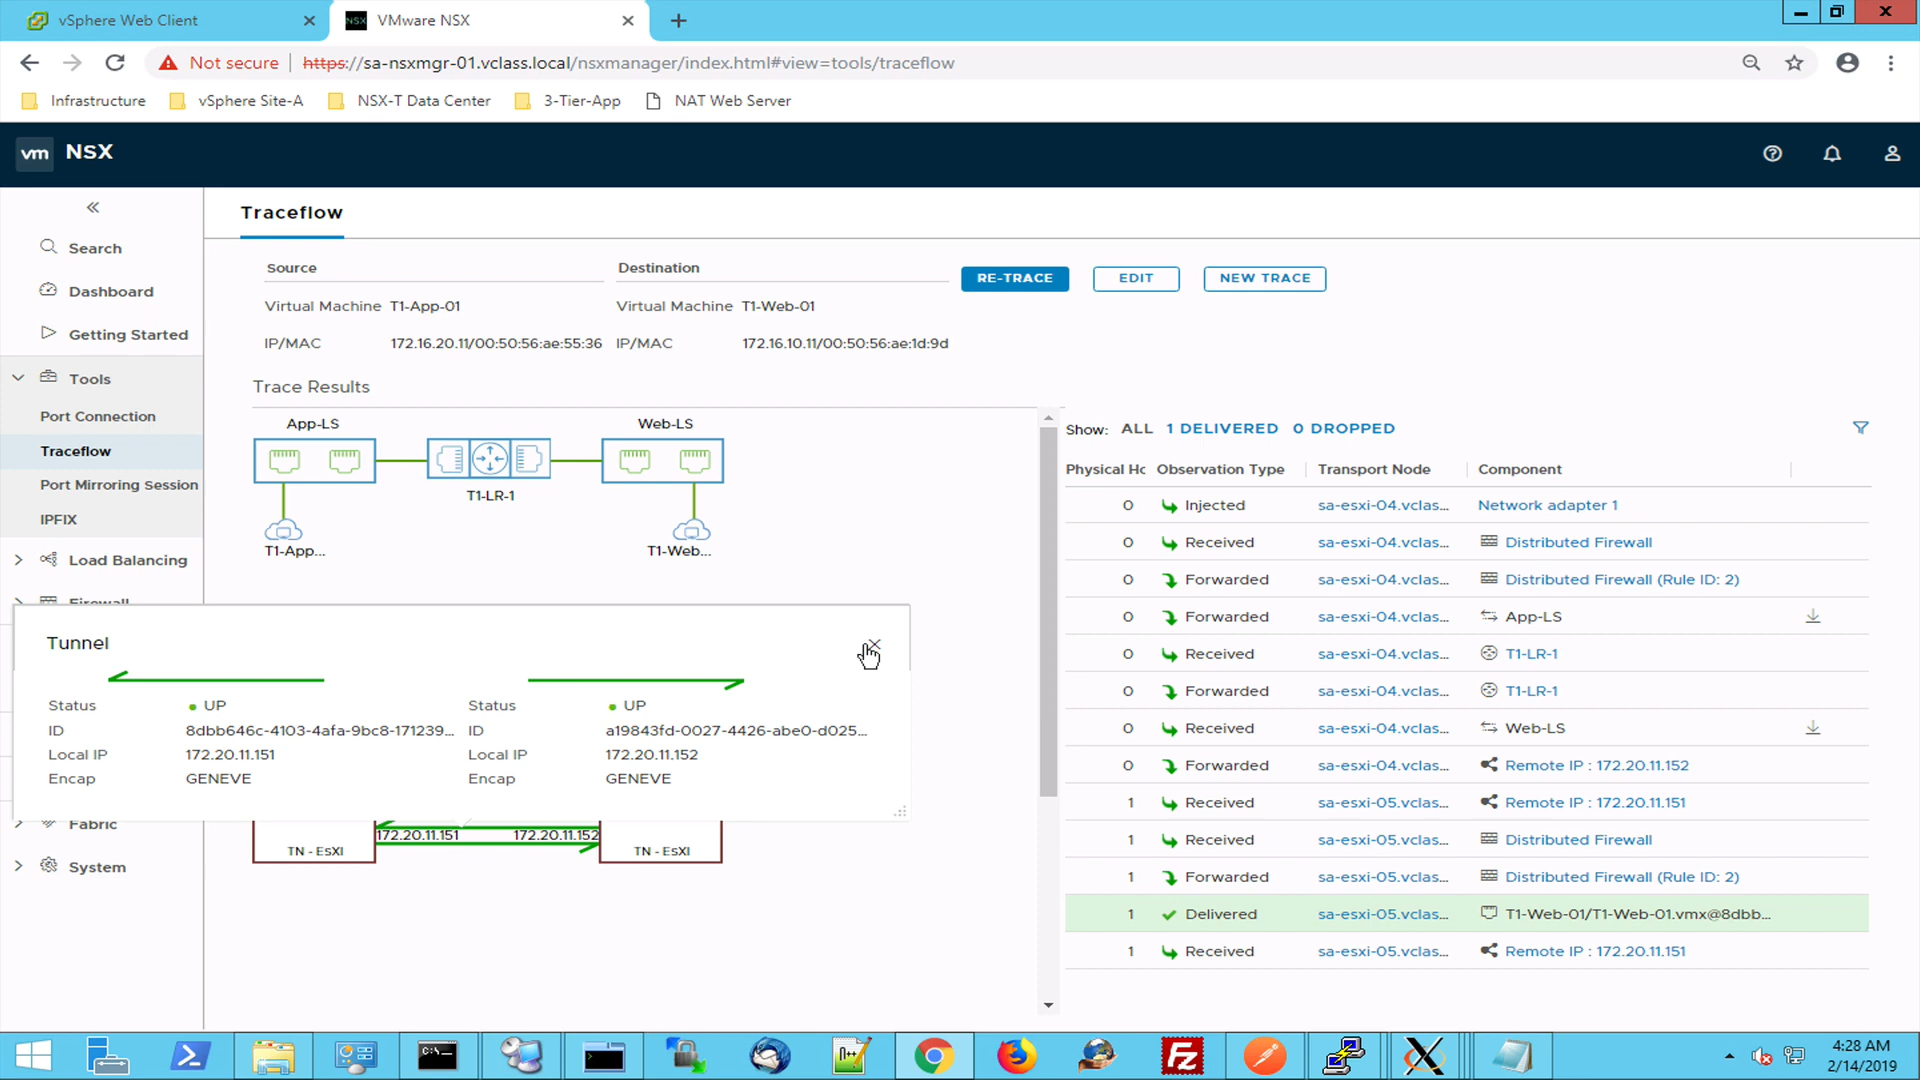 vSphere Web Client
NSX VMware NSX
Not secure | https://sa-nsxmgr-01.vclass.local/nsxmanager/index.html#view=tools/traceflow
Infrastructure vSphere Site-A NSX-T Data Center 3-Tier-App NAT Web Server
vm NSX
Search
Dashboard
Getting Started
Tools
Port Connection
Traceflow
Port Mirroring Session
IPFIX
Load Balancing
Firewall
Fabric
System
Traceflow
Source Destination
RE-TRACE EDIT NEW TRACE
Virtual Machine T1-App-01 Virtual Machine T1-Web-01
IP/MAC 172.16.20.11/00:50:56:ae:55:36 IP/MAC 172.16.10.11/00:50:56:ae:1d:9d
Trace Results
App-LS Web-LS
T1-LR-1
T1-App... T1-Web...
Tunnel
Status UP Status UP
ID 8dbb646c-4103-4afa-9bc8-171239... ID a19843fd-0027-4426-abe0-d025...
Local IP 172.20.11.151 Local IP 172.20.11.152
Encap GENEVE Encap GENEVE
172.20.11.151 172.20.11.152
TN - EsXI TN - EsXI
Show: ALL 1 DELIVERED 0 DROPPED
Physical Hc Observation Type Transport Node Component
0 Injected sa-esxi-04.vclas... Network adapter 1
0 Received sa-esxi-04.vclas... Distributed Firewall
0 Forwarded sa-esxi-04.vclas... Distributed Firewall (Rule ID: 2)
0 Forwarded sa-esxi-04.vclas... App-LS
0 Received sa-esxi-04.vclas... T1-LR-1
0 Forwarded sa-esxi-04.vclas... T1-LR-1
0 Received sa-esxi-04.vclas... Web-LS
0 Forwarded sa-esxi-04.vclas... Remote IP : 172.20.11.152
1 Received sa-esxi-05.vclas... Remote IP : 172.20.11.151
1 Received sa-esxi-05.vclas... Distributed Firewall
1 Forwarded sa-esxi-05.vclas... Distributed Firewall (Rule ID: 2)
1 Delivered sa-esxi-05.vclas... T1-Web-01/T1-Web-01.vmx@8dbb...
1 Received sa-esxi-05.vclas... Remote IP : 172.20.11.151
4:28 AM
2/14/2019